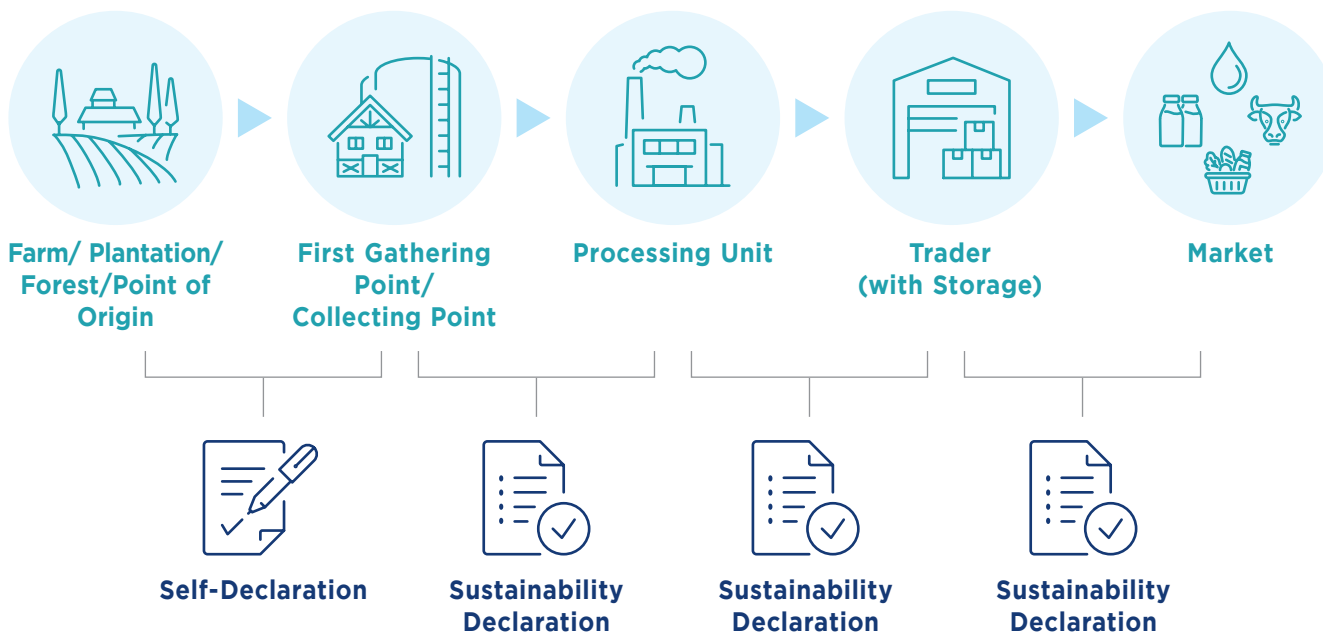 Farm/ Plantation/
Forest/Point of
Origin
First Gathering
Point/
Collecting Point
Processing Unit
Trader
(with Storage)
Market
Self-Declaration
Sustainability
Declaration
Sustainability
Declaration
Sustainability
Declaration